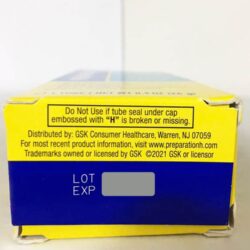 Do Not Use if tube seal under cap
embossed with "H" is broken or missing.
Distributed by: GSK Consumer Healthcare, Warren, NJ 07059
For most recent product information, visit www.preparationh.com
Trademarks owned or licensed by GSK ©2021 GSK or licensor
LOT
EXP